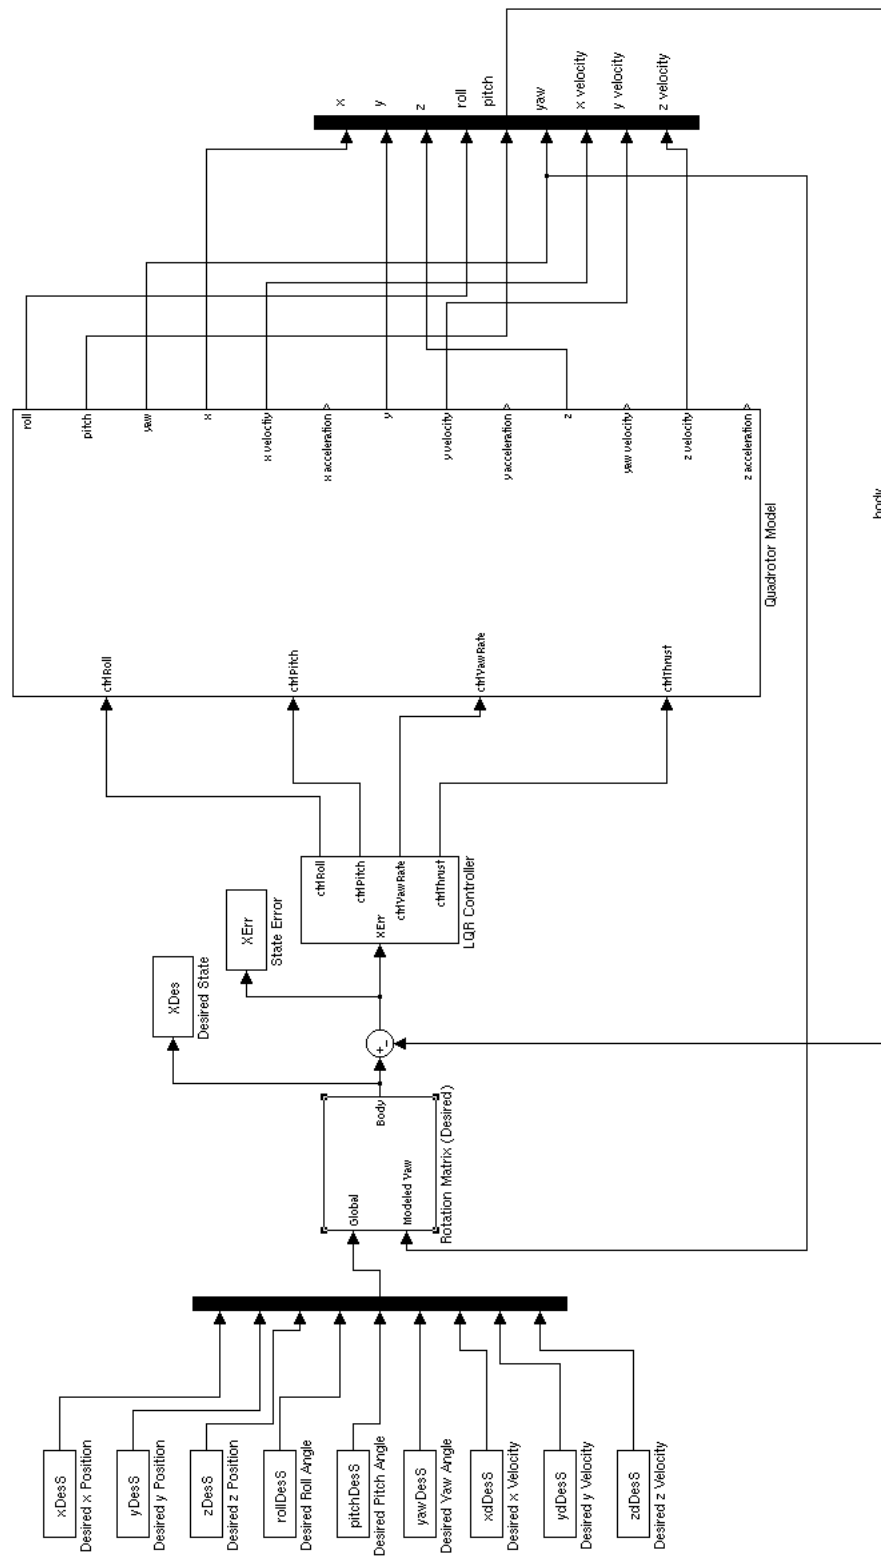 xDesS
Desired x Position
yDesS
Desired y Position
zDesS
Desired z Position
rollDesS
Desired Roll Angle
pitchDesS
Desired Pitch Angle
yawDesS
Desired Yaw Angle
xdDesS
Desired x Velocity
ydDesS
Desired y Velocity
zdDesS
Desired z Velocity
Global
Modeled Yaw
Body
Rotation Matrix (Desired)
XDes
Desired State
XErr
State Error
+
−
XErr
ctrlRoll
ctrlPitch
ctrlYawRate
ctrlThrust
LQR Controller
ctrlRoll
ctrlPitch
ctrlYawRate
ctrlThrust
roll
pitch
yaw
x
x veloctiy
x acceleration
y
y velocity
y acceleration
z
yaw velocity
z velocity
z acceleration
Quadrotor Model
x
y
z
roll
pitch
yaw
x velocity
y velocity
z velocity
body